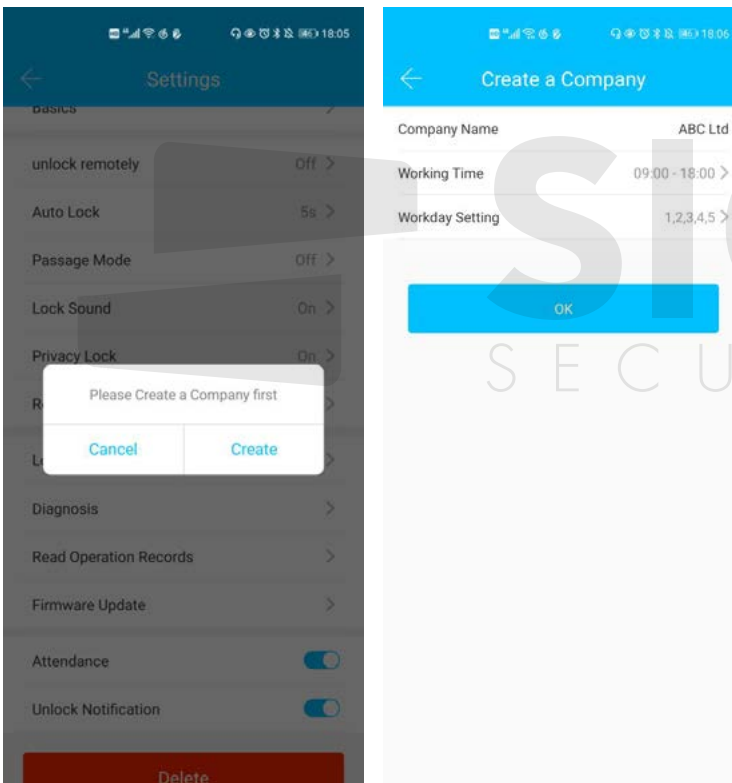 18:05
Settings
Basics
unlock remotely Off
Auto Lock 5s
Passage Mode Off
Lock Sound On
Privacy Lock On
Please Create a Company first
Cancel Create
Diagnosis
Read Operation Records
Firmware Update
Attendance
Unlock Notification
Delete
18:06
Create a Company
Company Name ABC Ltd
Working Time 09:00 - 18:00
Workday Setting 1,2,3,4,5
OK